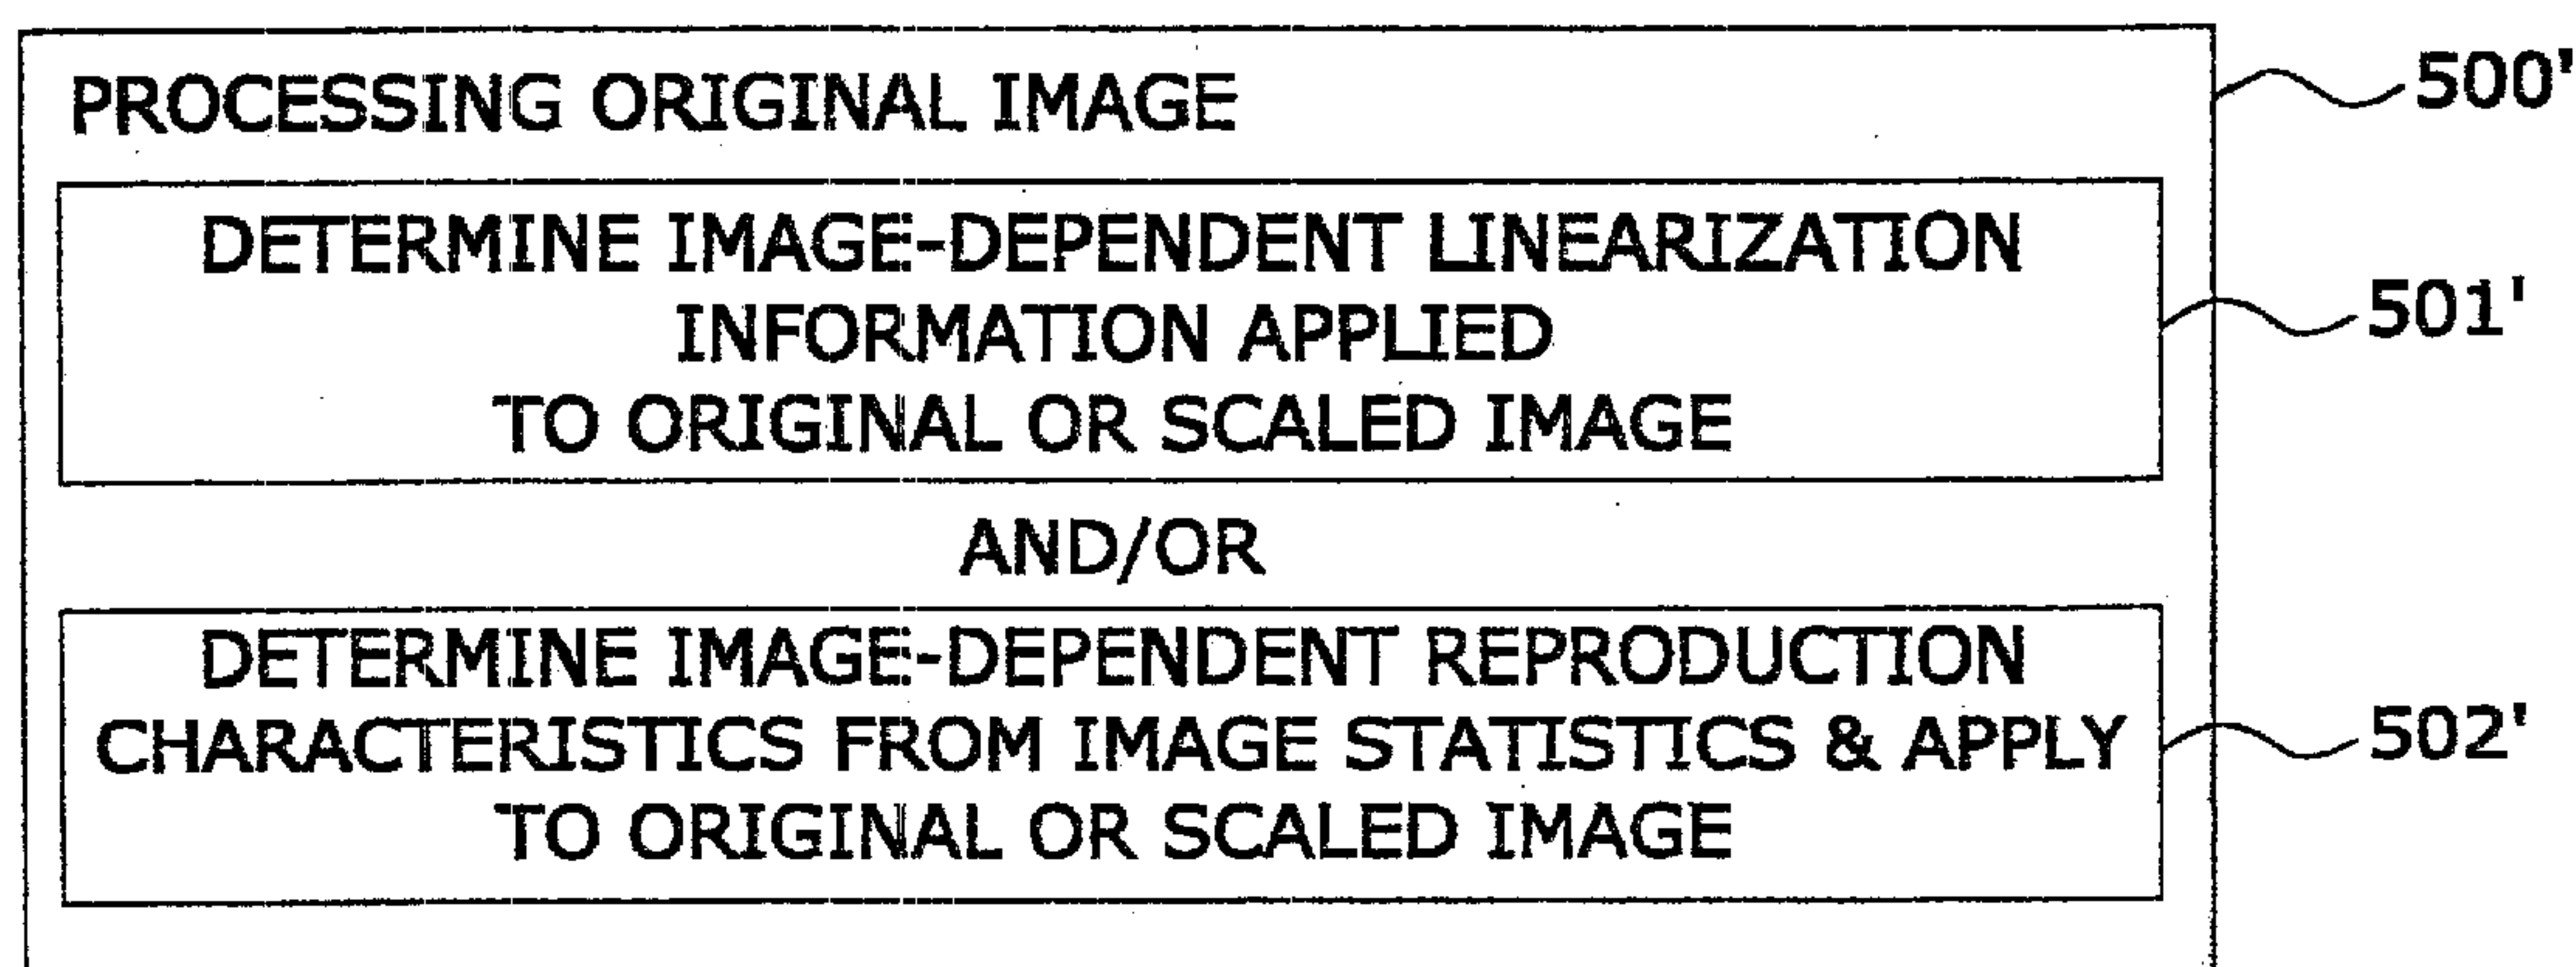 PROCESSING ORIGINAL IMAGE
500'
DETERMINE IMAGE-DEPENDENT LINEARIZATION
INFORMATION APPLIED
501'
TO ORIGINAL OR SCALED IMAGE
AND/OR
DETERMINE IMAGE-DEPENDENT REPRODUCTION
CHARACTERISTICS FROM IMAGE STATISTICS & APPLY
502'
TO ORIGINAL OR SCALED IMAGE